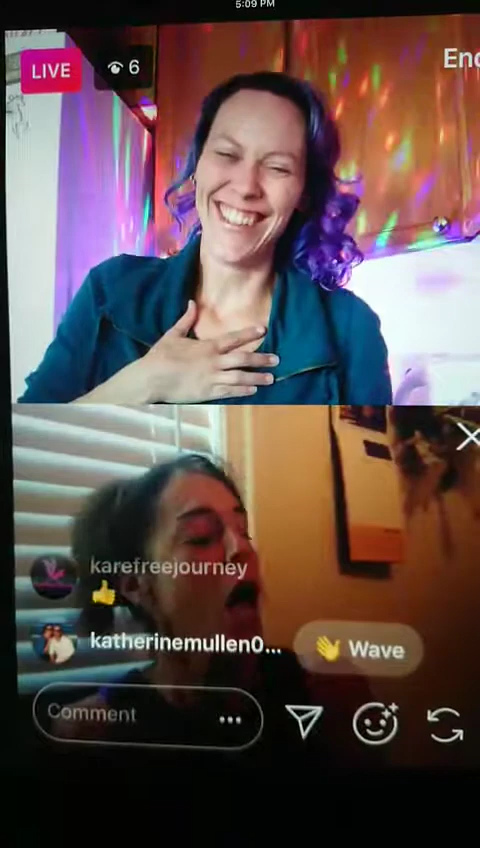 5:09 PM
LIVE
6
End
karefreejourney
👍
katherinemullen0...
👋 Wave
Comment